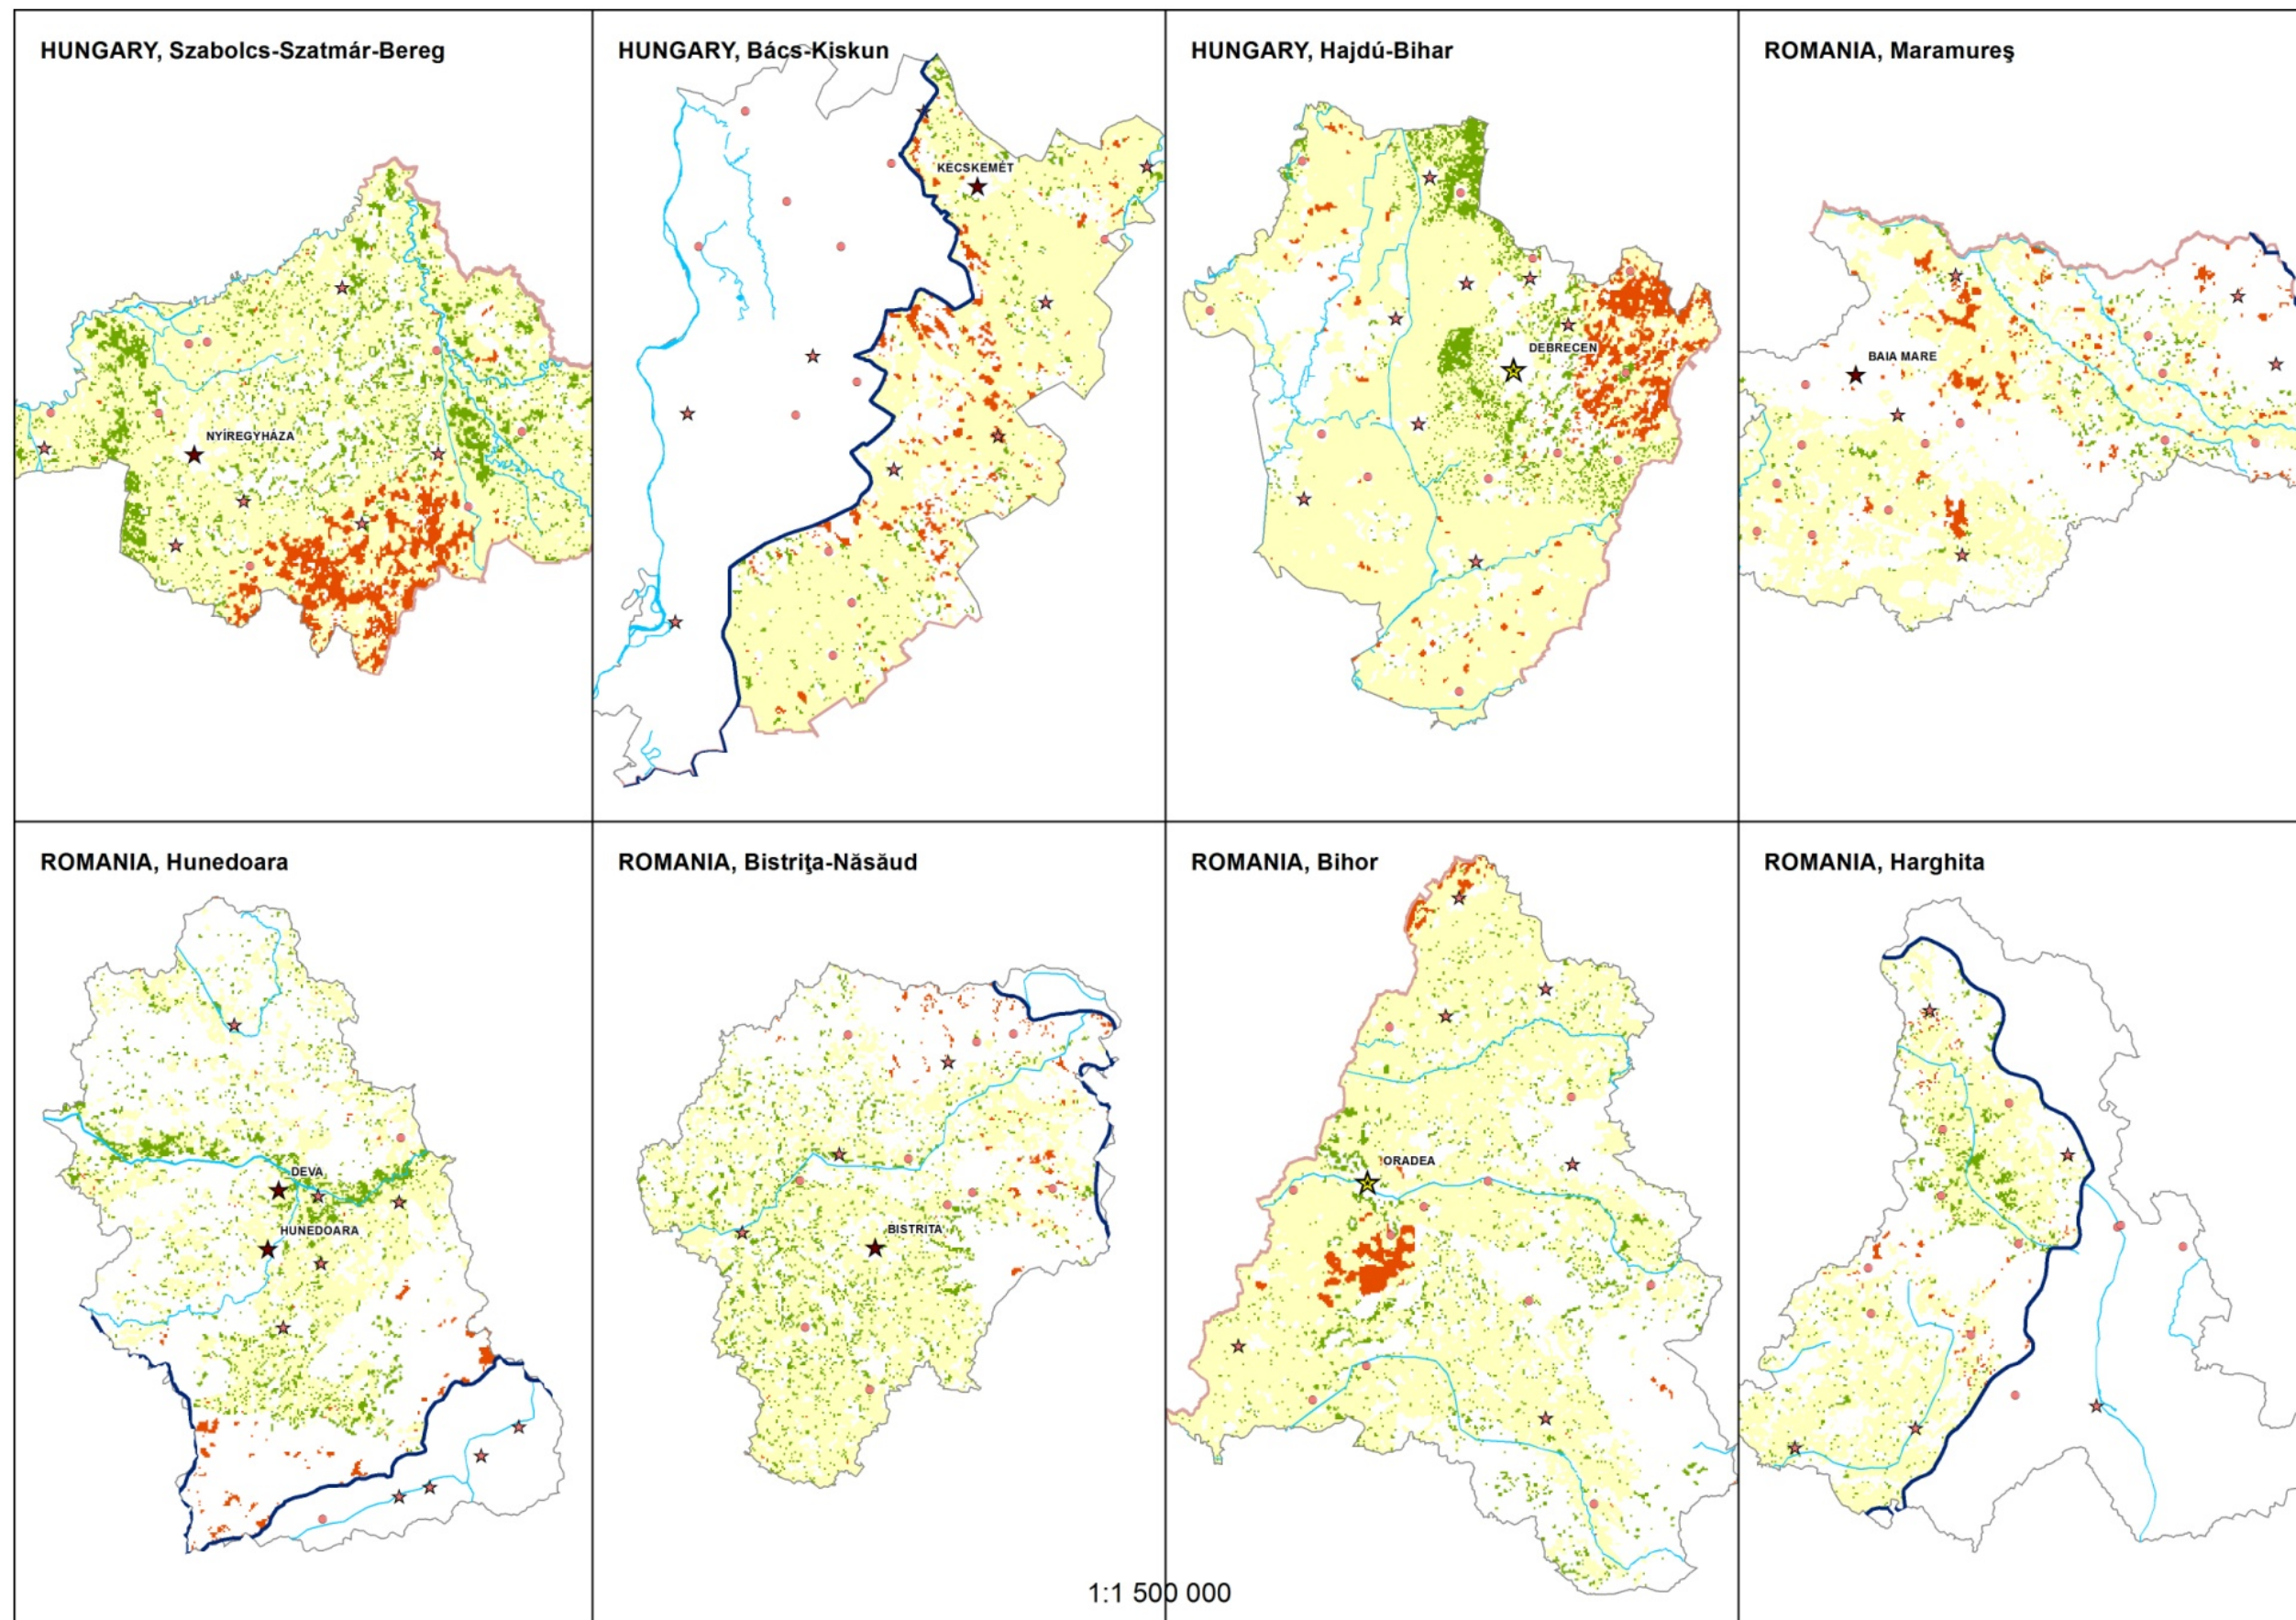 HUNGARY, Szabolcs-Szatmár-Bereg
HUNGARY, Bács-Kiskun
HUNGARY, Hajdú-Bihar
ROMANIA, Maramureş
KECSKEMÉT
DEBRECEN
BAIA MARE
NYÍREGYHÁZA
ROMANIA, Hunedoara
ROMANIA, Bistriţa-Năsăud
ROMANIA, Bihor
ROMANIA, Harghita
DEVA
ORADEA
HUNEDOARA
BISTRITA
1:1 500 000